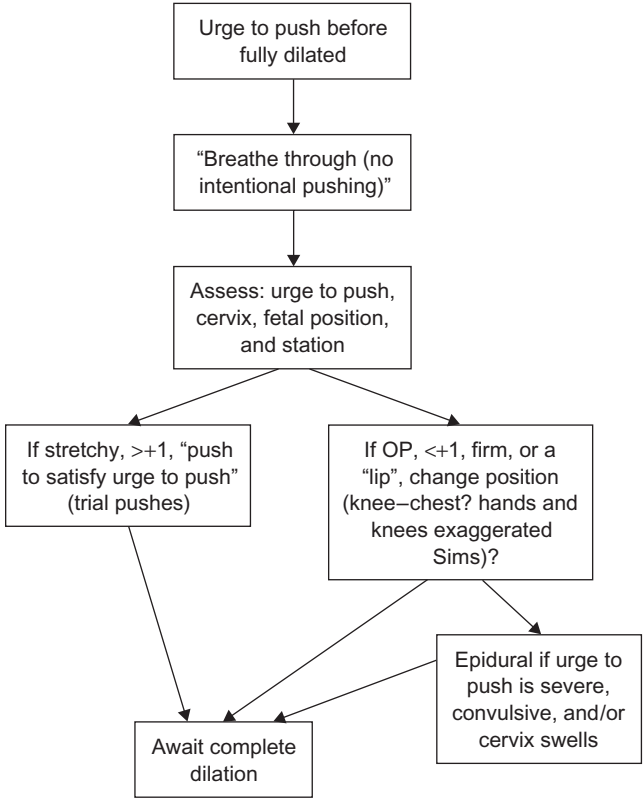 Urge to push before
fully dilated
“Breathe through (no
intentional pushing)”
Assess: urge to push,
cervix, fetal position,
and station
If stretchy, >+1, “push
to satisfy urge to push”
(trial pushes)
If OP, <+1, firm, or a
“lip”, change position
(knee–chest? hands and
knees exaggerated
Sims)?
Epidural if urge to
push is severe,
convulsive, and/or
cervix swells
Await complete
dilation